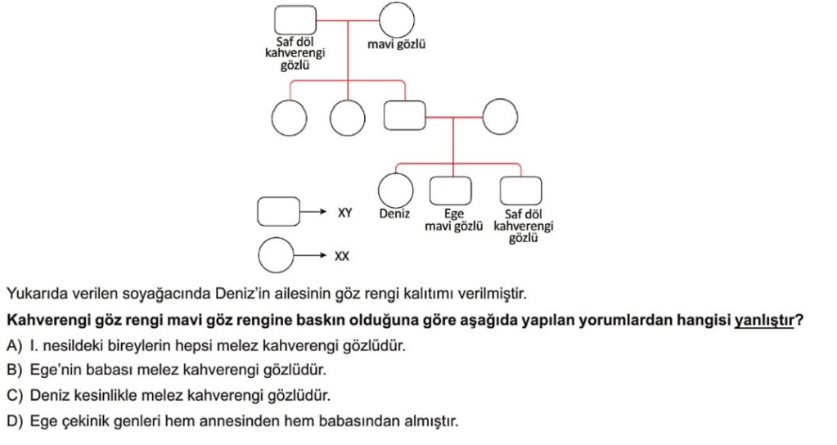 Saf döl
kahverengi
gözlü
mavi gözlü
XY
XX
Deniz
Ege
mavi gözlü
Saf döl
kahverengi
gözlü
Yukarıda verilen soyağacında Deniz'in ailesinin göz rengi kalıtımı verilmiştir.
Kahverengi göz rengi mavi göz rengine baskın olduğuna göre aşağıda yapılan yorumlardan hangisi yanlıştır?
A) I. nesildeki bireylerin hepsi melez kahverengi gözlüdür.
B) Ege'nin babası melez kahverengi gözlüdür.
C) Deniz kesinlikle melez kahverengi gözlüdür.
D) Ege çekinik genleri hem annesinden hem babasından almıştır.